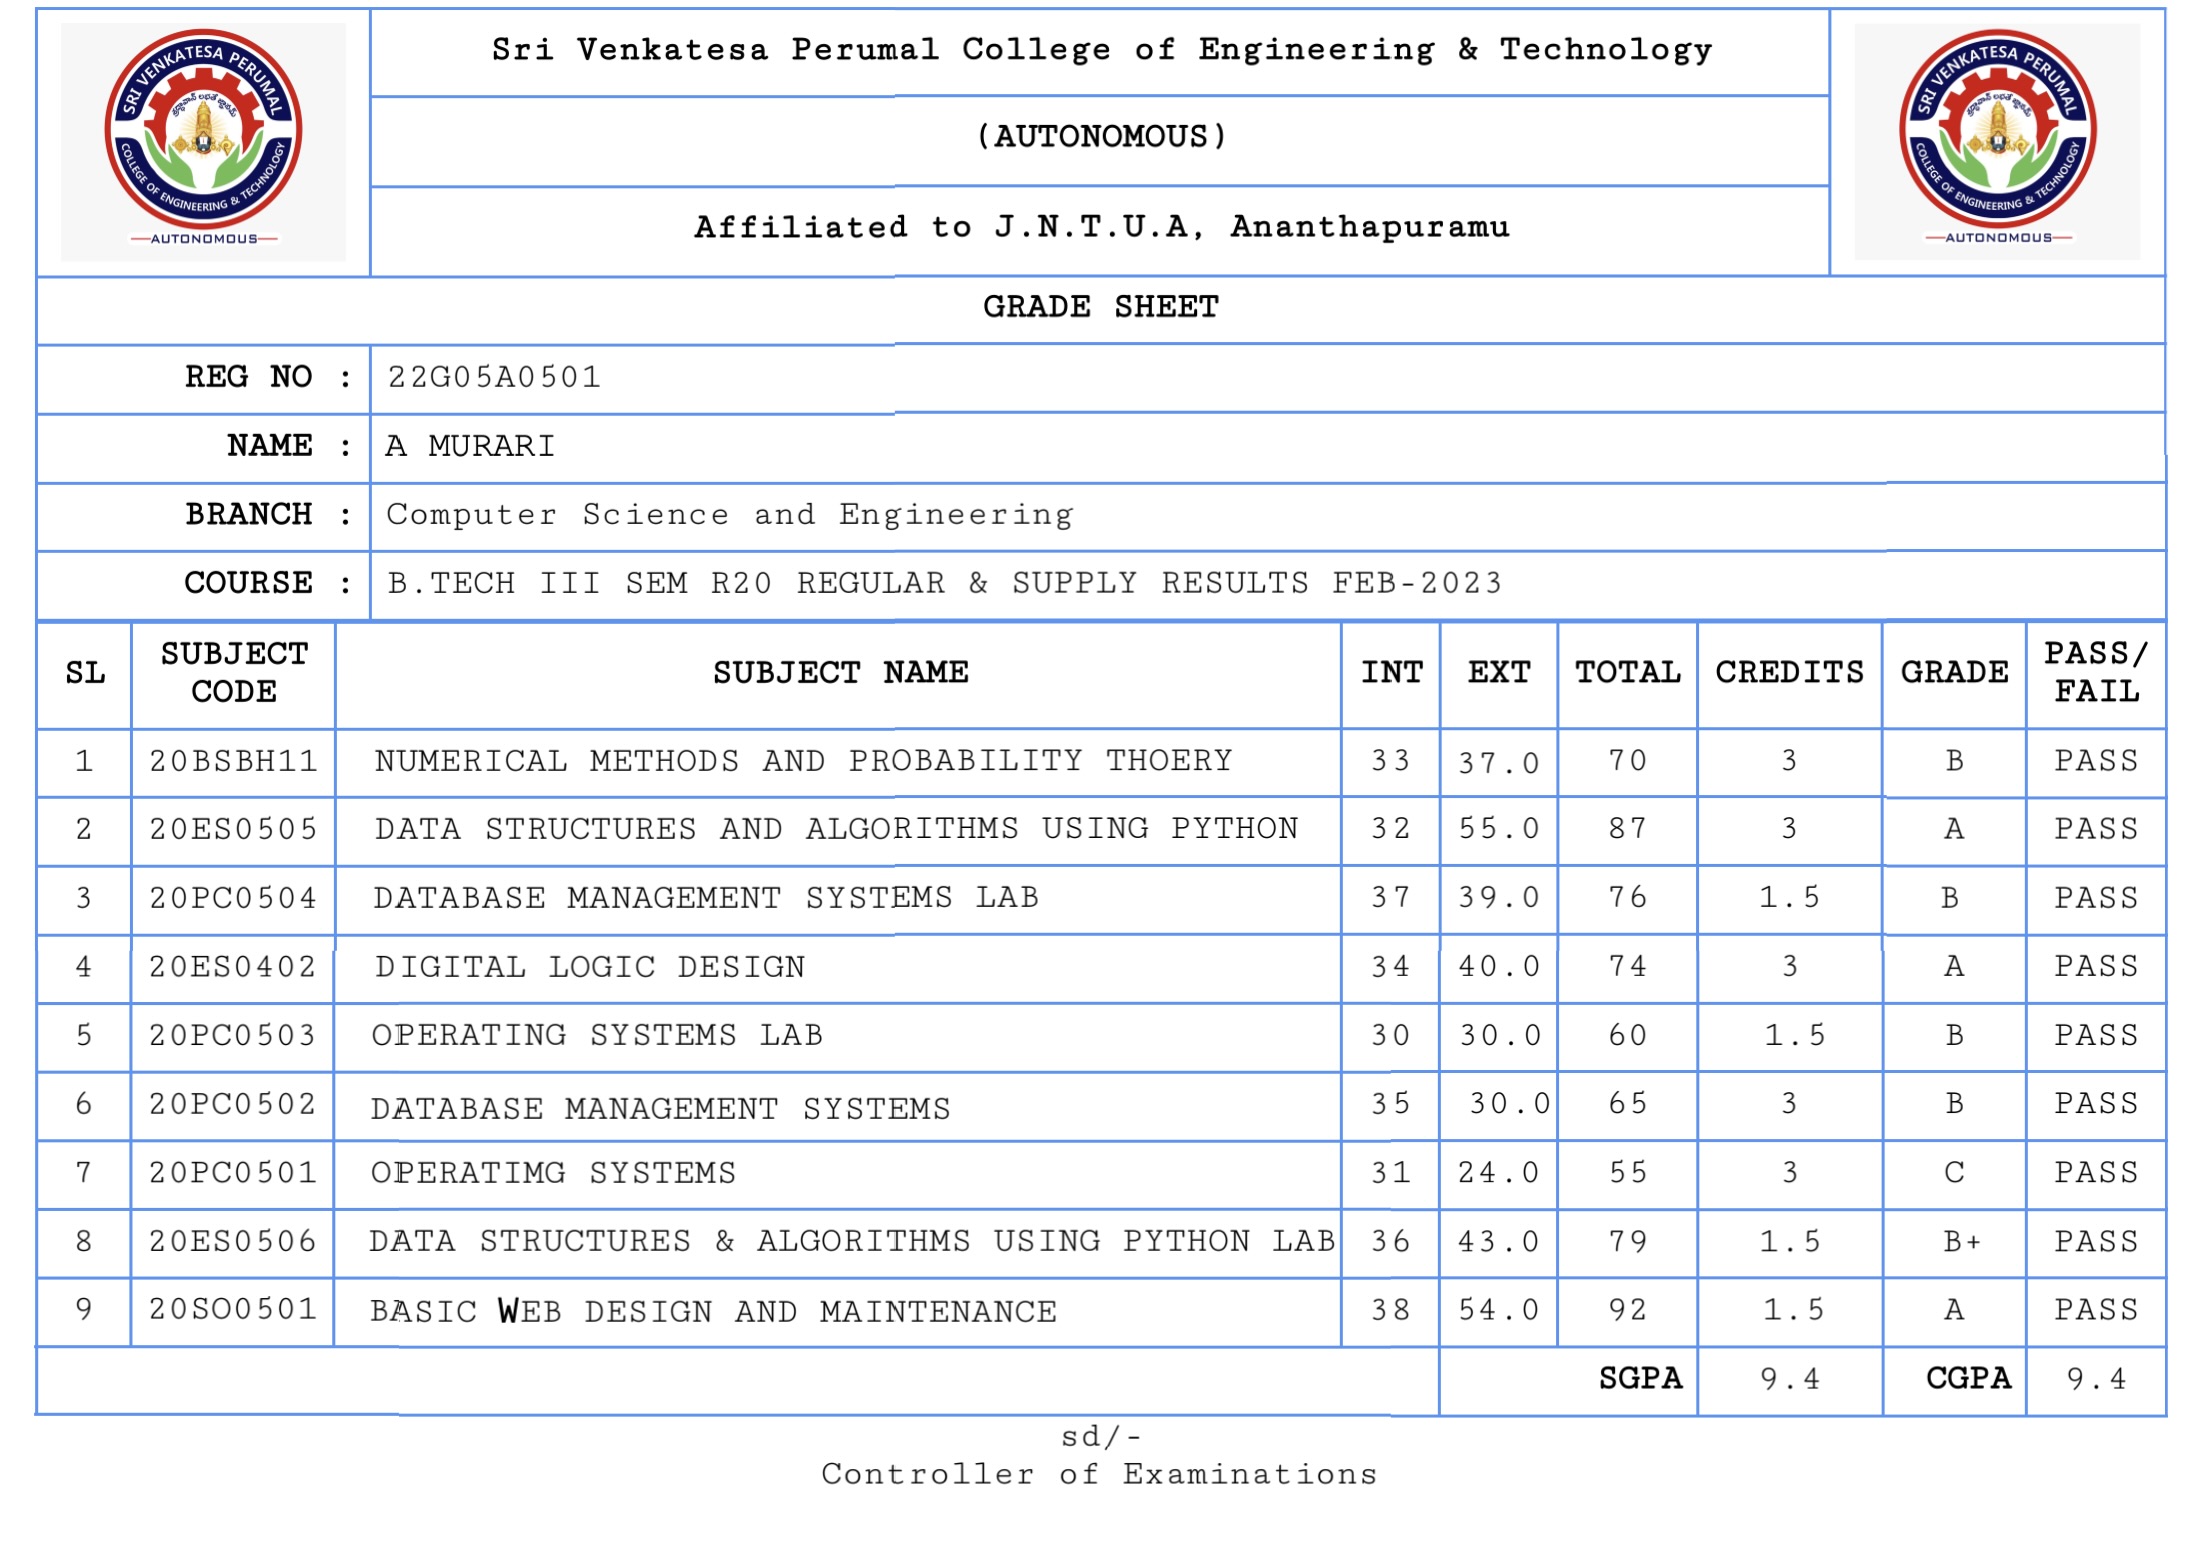 SRI VENKATESA PERUMAL
COLLEGE OF ENGINEERING & TECHNOLOGY
AUTONOMOUS
Sri Venkatesa Perumal College of Engineering & Technology
(AUTONOMOUS)
Affiliated to J.N.T.U.A, Ananthapuramu
SRI VENKATESA PERUMAL
COLLEGE OF ENGINEERING & TECHNOLOGY
AUTONOMOUS
GRADE SHEET
REG NO : 22G05A0501
NAME : A MURARI
BRANCH : Computer Science and Engineering
COURSE : B.TECH III SEM R20 REGULAR & SUPPLY RESULTS FEB-2023
SL SUBJECT CODE SUBJECT NAME INT EXT TOTAL CREDITS GRADE PASS/ FAIL
1 20BSBH11 NUMERICAL METHODS AND PROBABILITY THOERY 33 37.0 70 3 B PASS
2 20ES0505 DATA STRUCTURES AND ALGORITHMS USING PYTHON 32 55.0 87 3 A PASS
3 20PC0504 DATABASE MANAGEMENT SYSTEMS LAB 37 39.0 76 1.5 B PASS
4 20ES0402 DIGITAL LOGIC DESIGN 34 40.0 74 3 A PASS
5 20PC0503 OPERATING SYSTEMS LAB 30 30.0 60 1.5 B PASS
6 20PC0502 DATABASE MANAGEMENT SYSTEMS 35 30.0 65 3 B PASS
7 20PC0501 OPERATIMG SYSTEMS 31 24.0 55 3 C PASS
8 20ES0506 DATA STRUCTURES & ALGORITHMS USING PYTHON LAB 36 43.0 79 1.5 B+ PASS
9 20SO0501 BASIC WEB DESIGN AND MAINTENANCE 38 54.0 92 1.5 A PASS
SGPA 9.4 CGPA 9.4
sd/-
Controller of Examinations